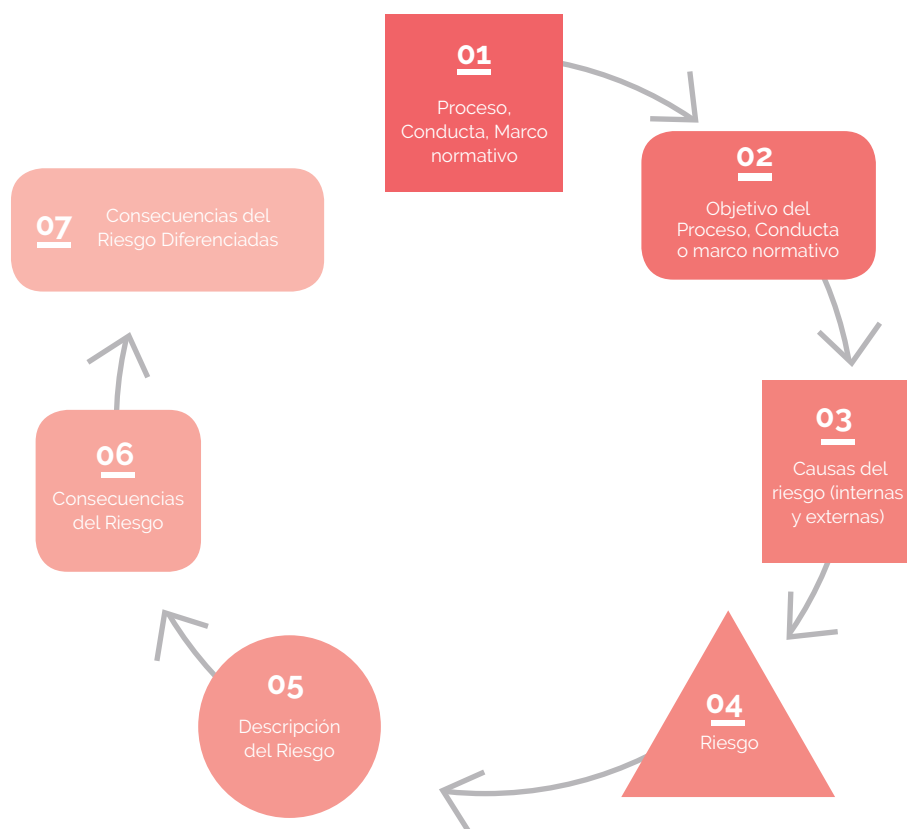 01
Proceso,
Conducta, Marco
normativo
02
Objetivo del
Proceso, Conducta
o marco normativo
03
Causas del
riesgo (internas
y externas)
04
Riesgo
05
Descripción
del Riesgo
06
Consecuencias
del Riesgo
07
Consecuencias del
Riesgo Diferenciadas